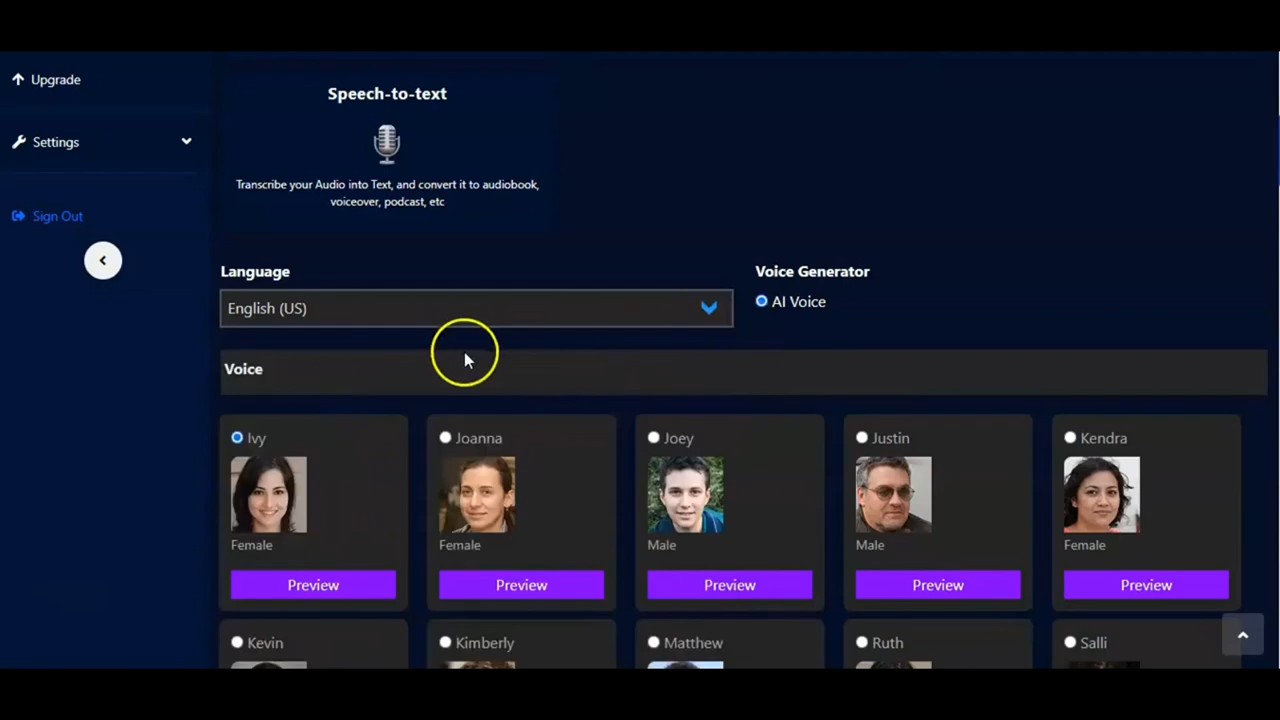 Upgrade
Settings
Sign Out
Speech-to-text
Transcribe your Audio into Text, and convert it to audiobook,
voiceover, podcast, etc
Language
English (US)
Voice Generator
AI Voice
Voice
Ivy
Female
Preview
Joanna
Female
Preview
Joey
Male
Preview
Justin
Male
Preview
Kendra
Female
Preview
Kevin
Kimberly
Matthew
Ruth
Salli